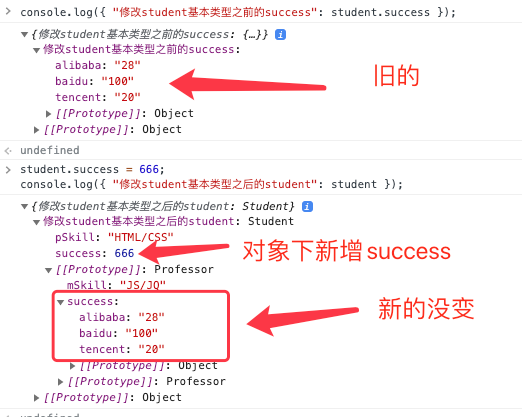 console.log({ "修改student基本类型之前的success": student.success });
{修改student基本类型之前的success: {…}}
修改student基本类型之前的success:
alibaba: "28"
baidu: "100"
tencent: "20"
[[Prototype]]: Object
[[Prototype]]: Object
旧的
undefined
student.success = 666;
console.log({ "修改student基本类型之后的student": student });
{修改student基本类型之后的student: Student}
修改student基本类型之后的student: Student
pSkill: "HTML/CSS"
success: 666
对象下新增success
[[Prototype]]: Professor
mSkill: "JS/JQ"
success:
alibaba: "28"
baidu: "100"
tencent: "20"
新的没变
[[Prototype]]: Object
[[Prototype]]: Professor
[[Prototype]]: Object
undefined